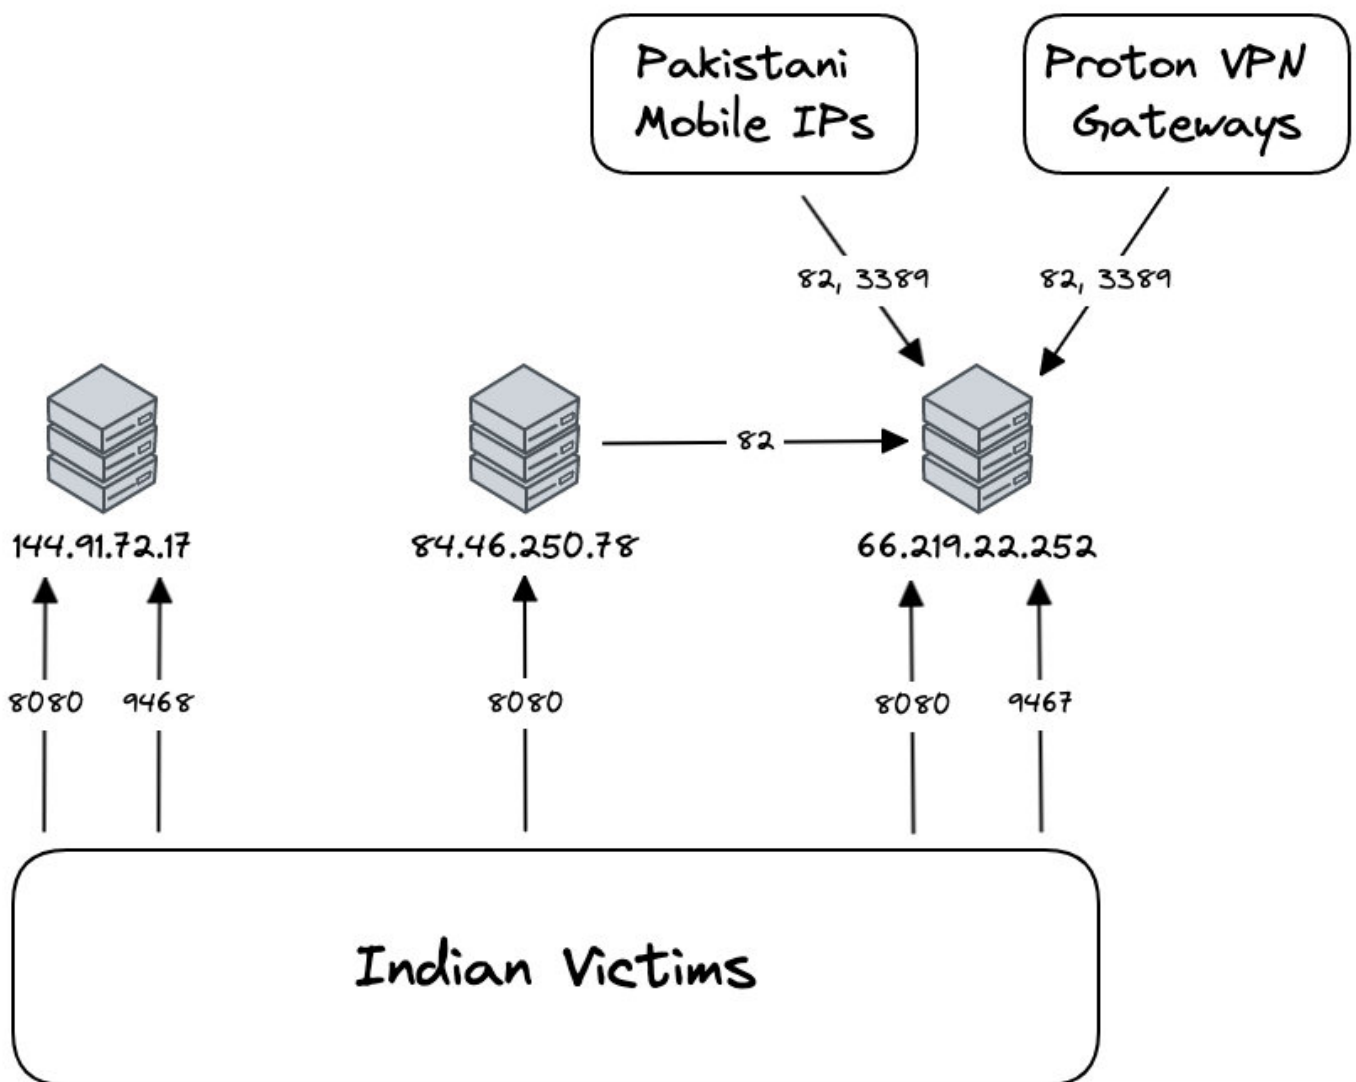 Pakistani
Mobile IPs
Proton VPN
Gateways
82, 3389
82, 3389
82
144.91.72.17
84.46.250.78
66.219.22.252
8080
9468
8080
8080
9467
Indian Victims